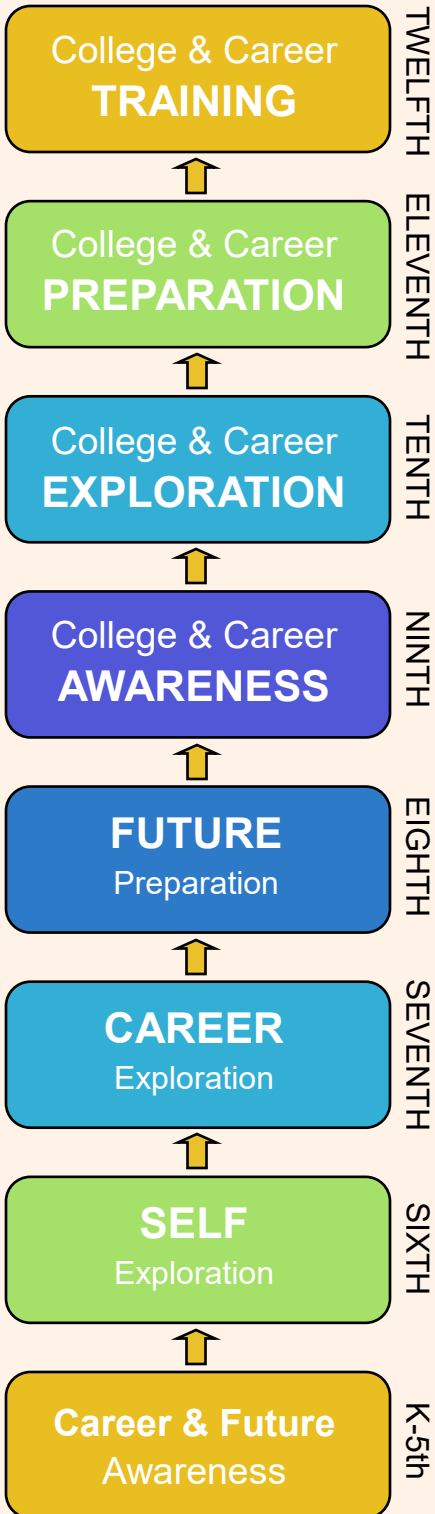 College & Career
TRAINING
TWELFTH
College & Career
PREPARATION
ELEVENTH
College & Career
EXPLORATION
TENTH
College & Career
AWARENESS
NINTH
FUTURE
Preparation
EIGHTH
CAREER
Exploration
SEVENTH
SELF
Exploration
SIXTH
Career & Future
Awareness
K-5th